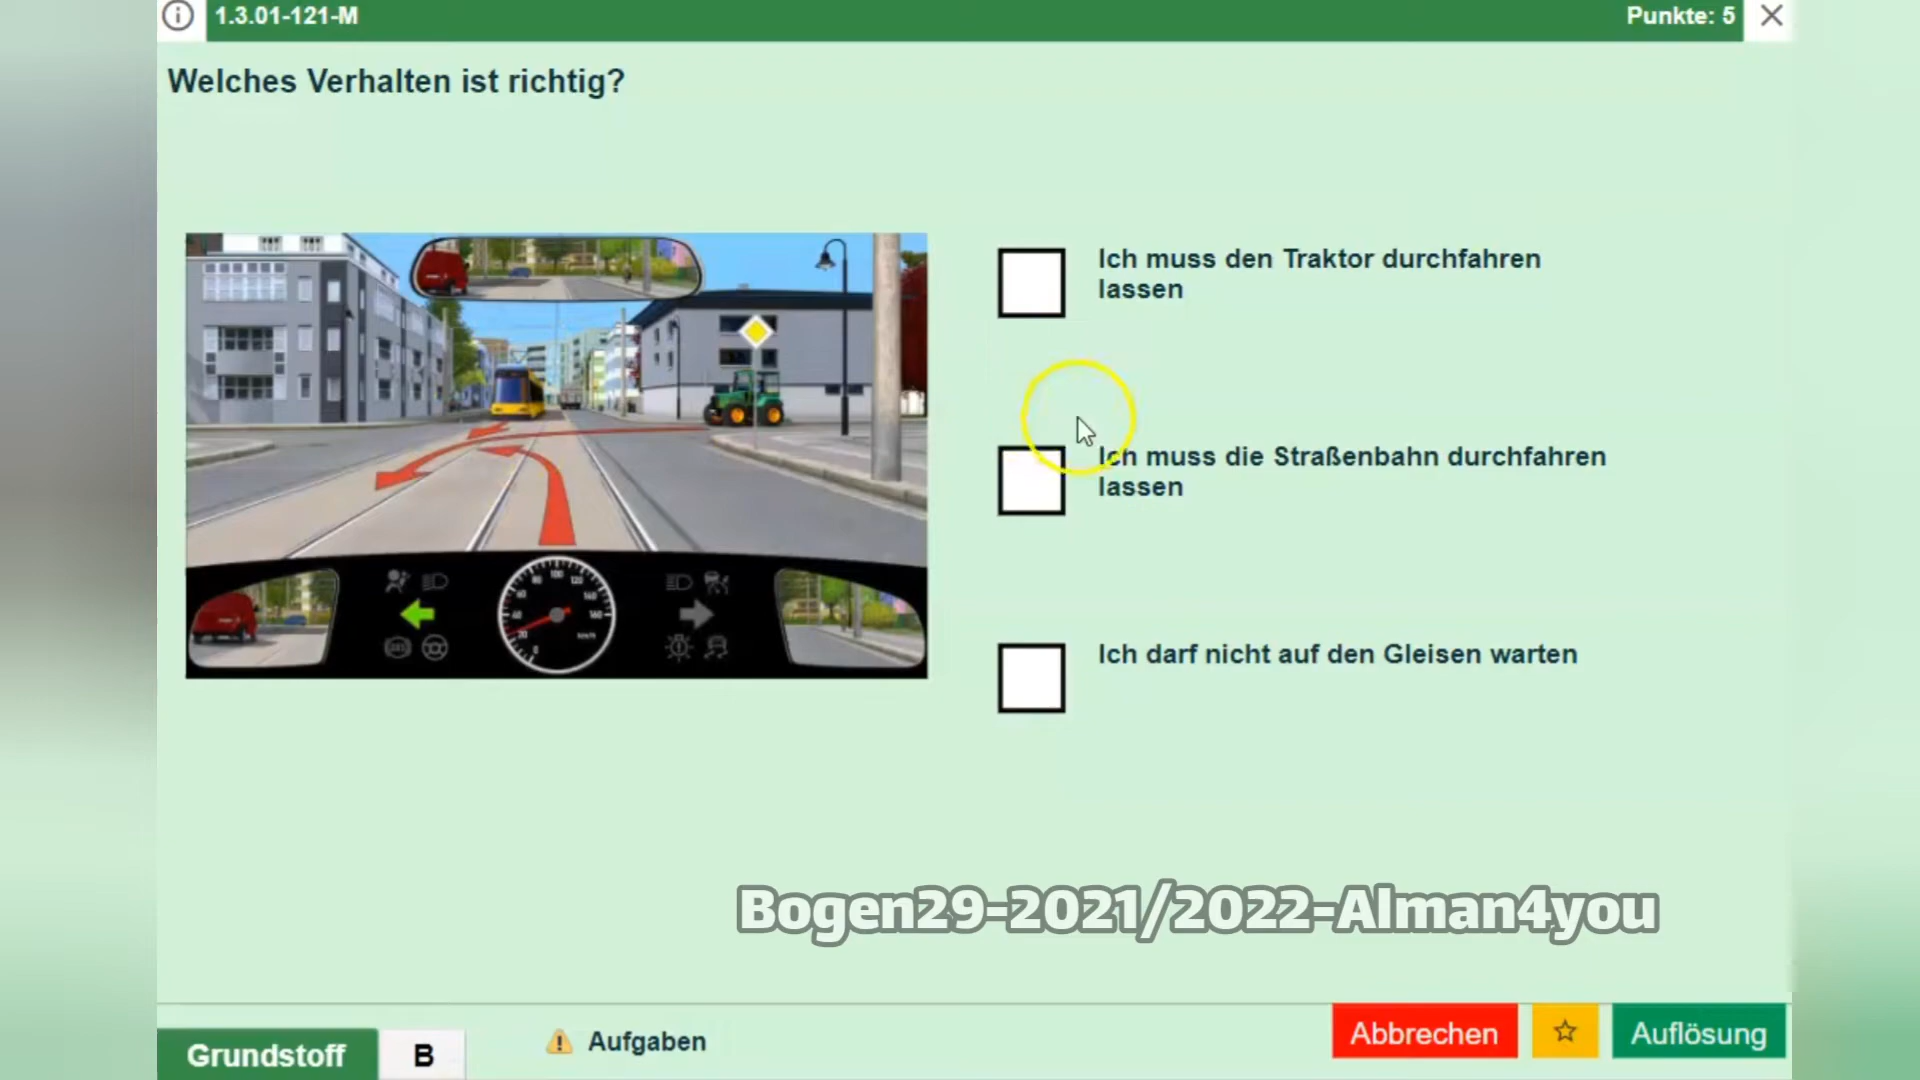 1.3.01-121-M
Punkte: 5
Welches Verhalten ist richtig?
Ich muss den Traktor durchfahren
lassen
Ich muss die Straßenbahn durchfahren
lassen
Ich darf nicht auf den Gleisen warten
Bogen29-2021/2022-Alman4you
Grundstoff
B
Aufgaben
Abbrechen
Auflösung